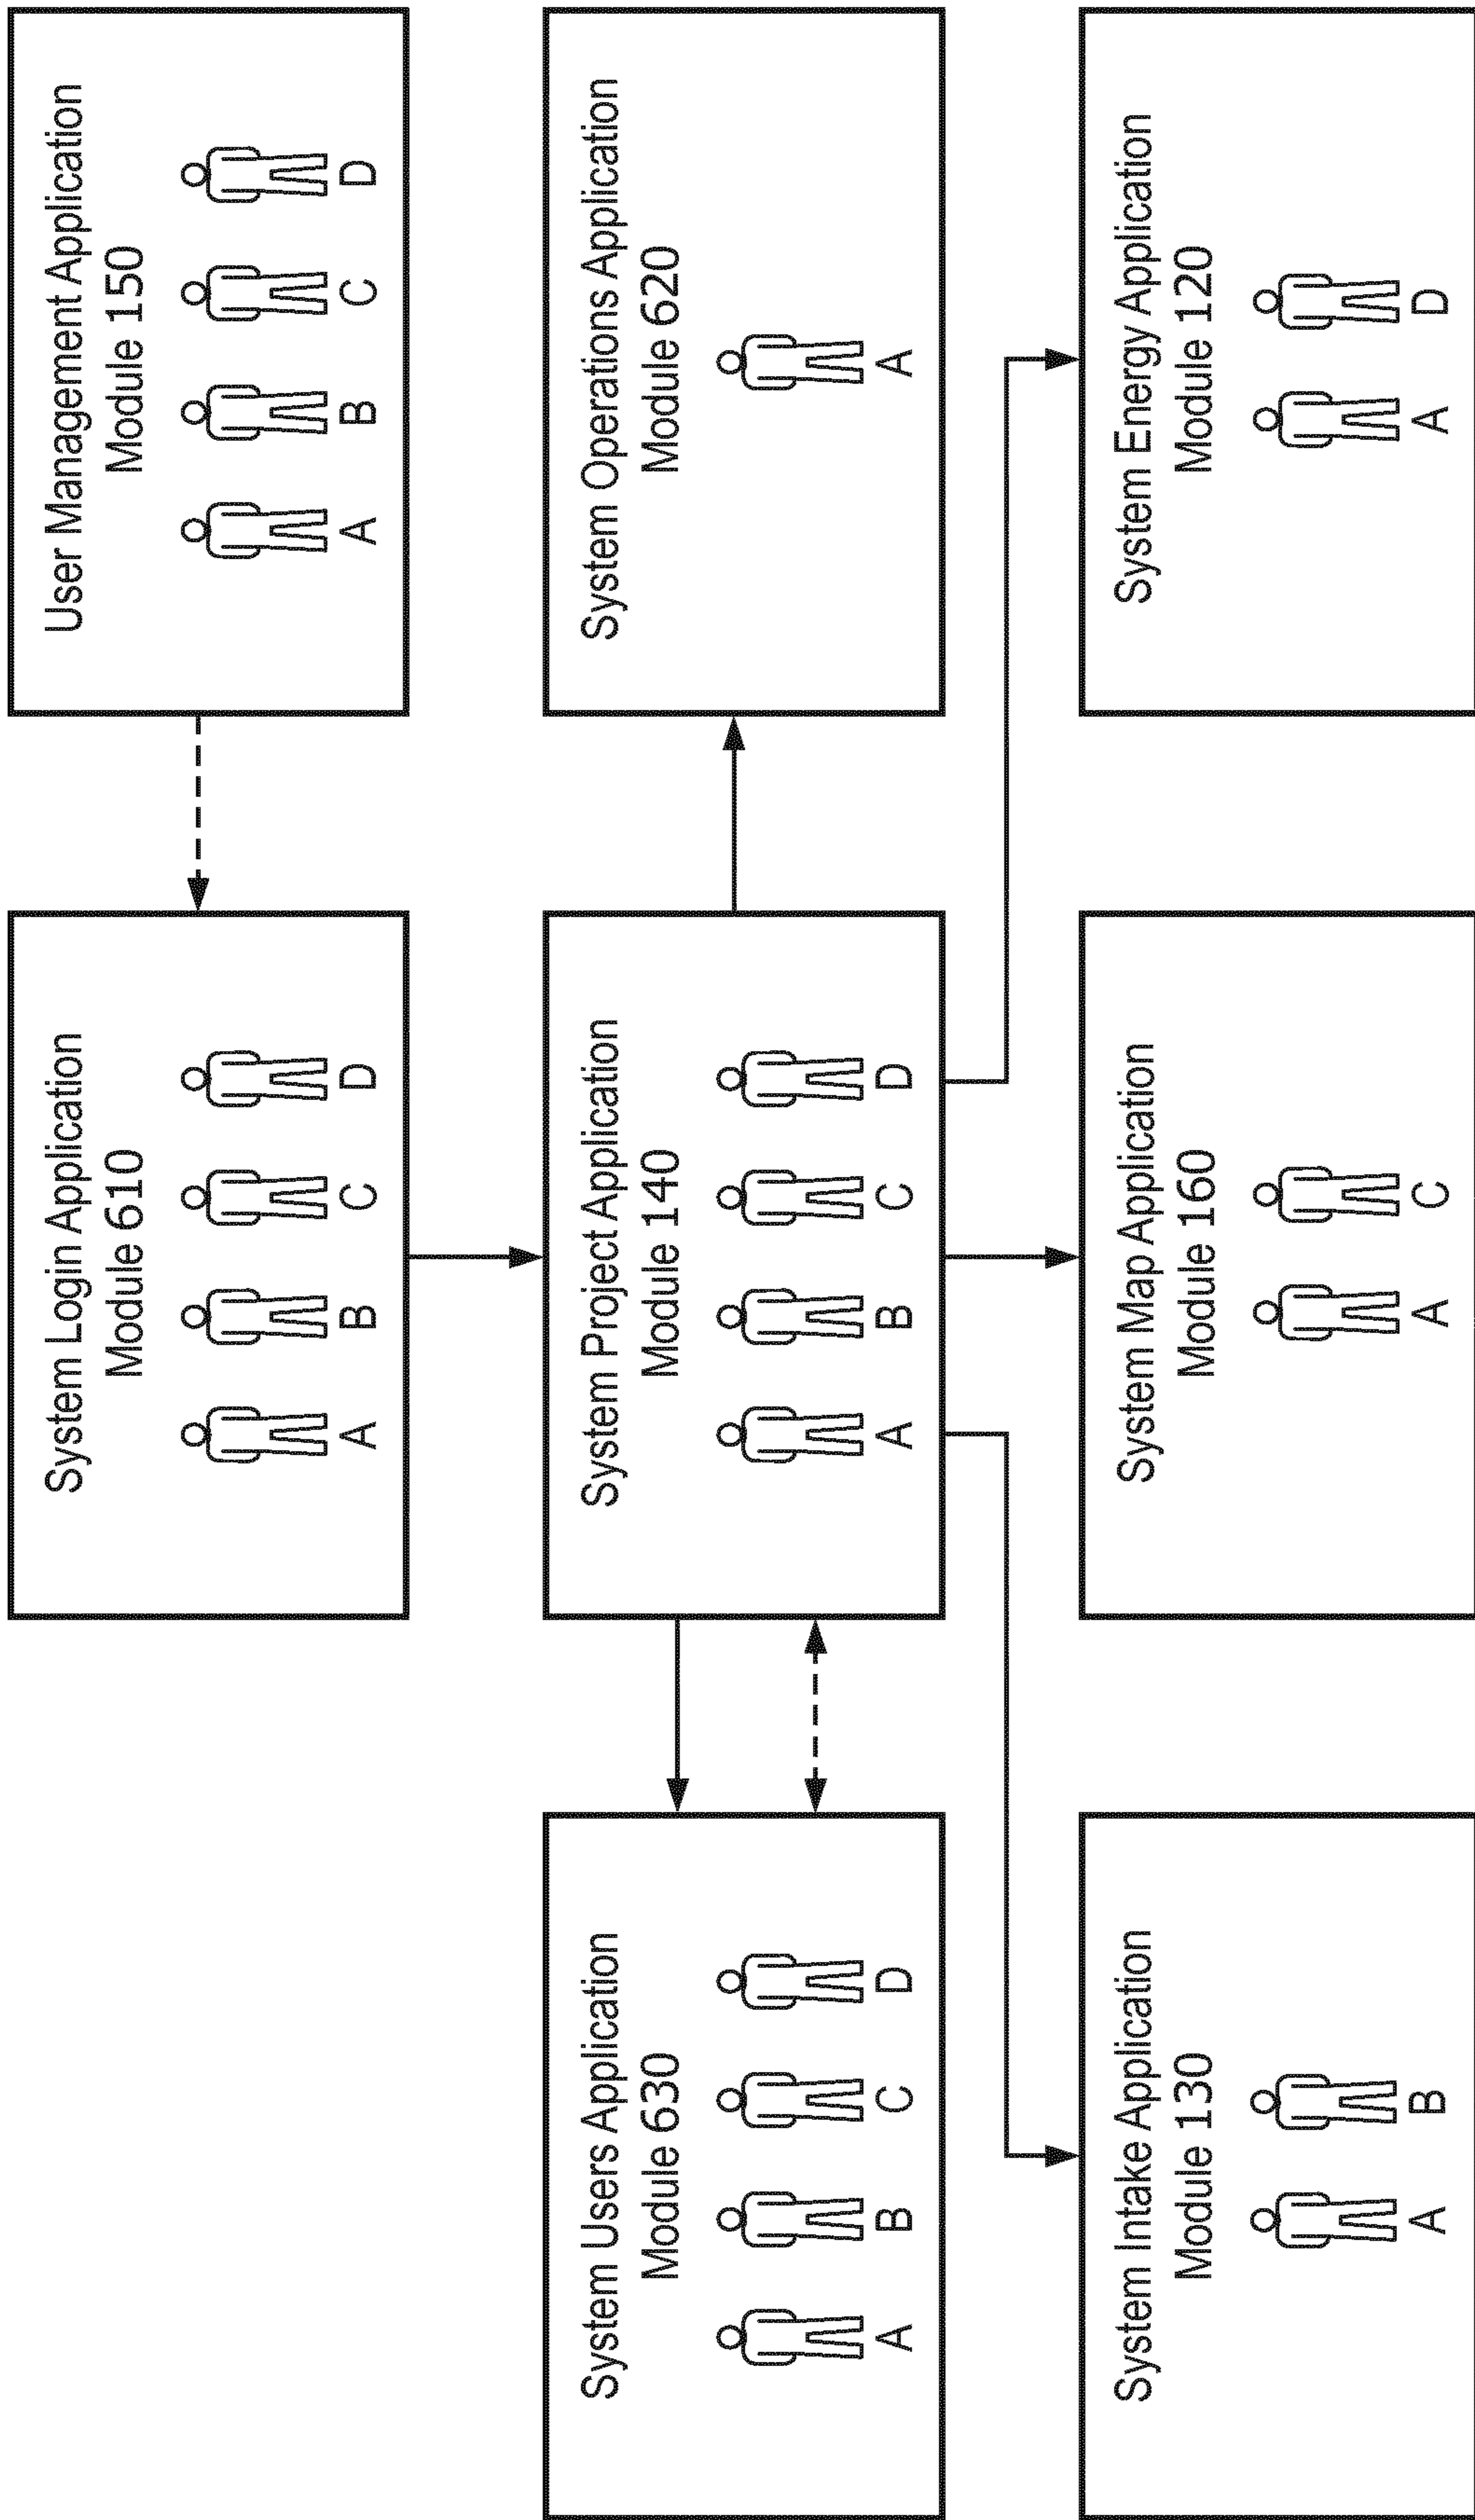 System Login Application
Module 610
A B C D
User Management Application
Module 150
A B C D
System Users Application
Module 630
A B C D
System Project Application
Module 140
A B C D
System Operations Application
Module 620
A
System Intake Application
Module 130
A B
System Map Application
Module 160
A C
System Energy Application
Module 120
A D